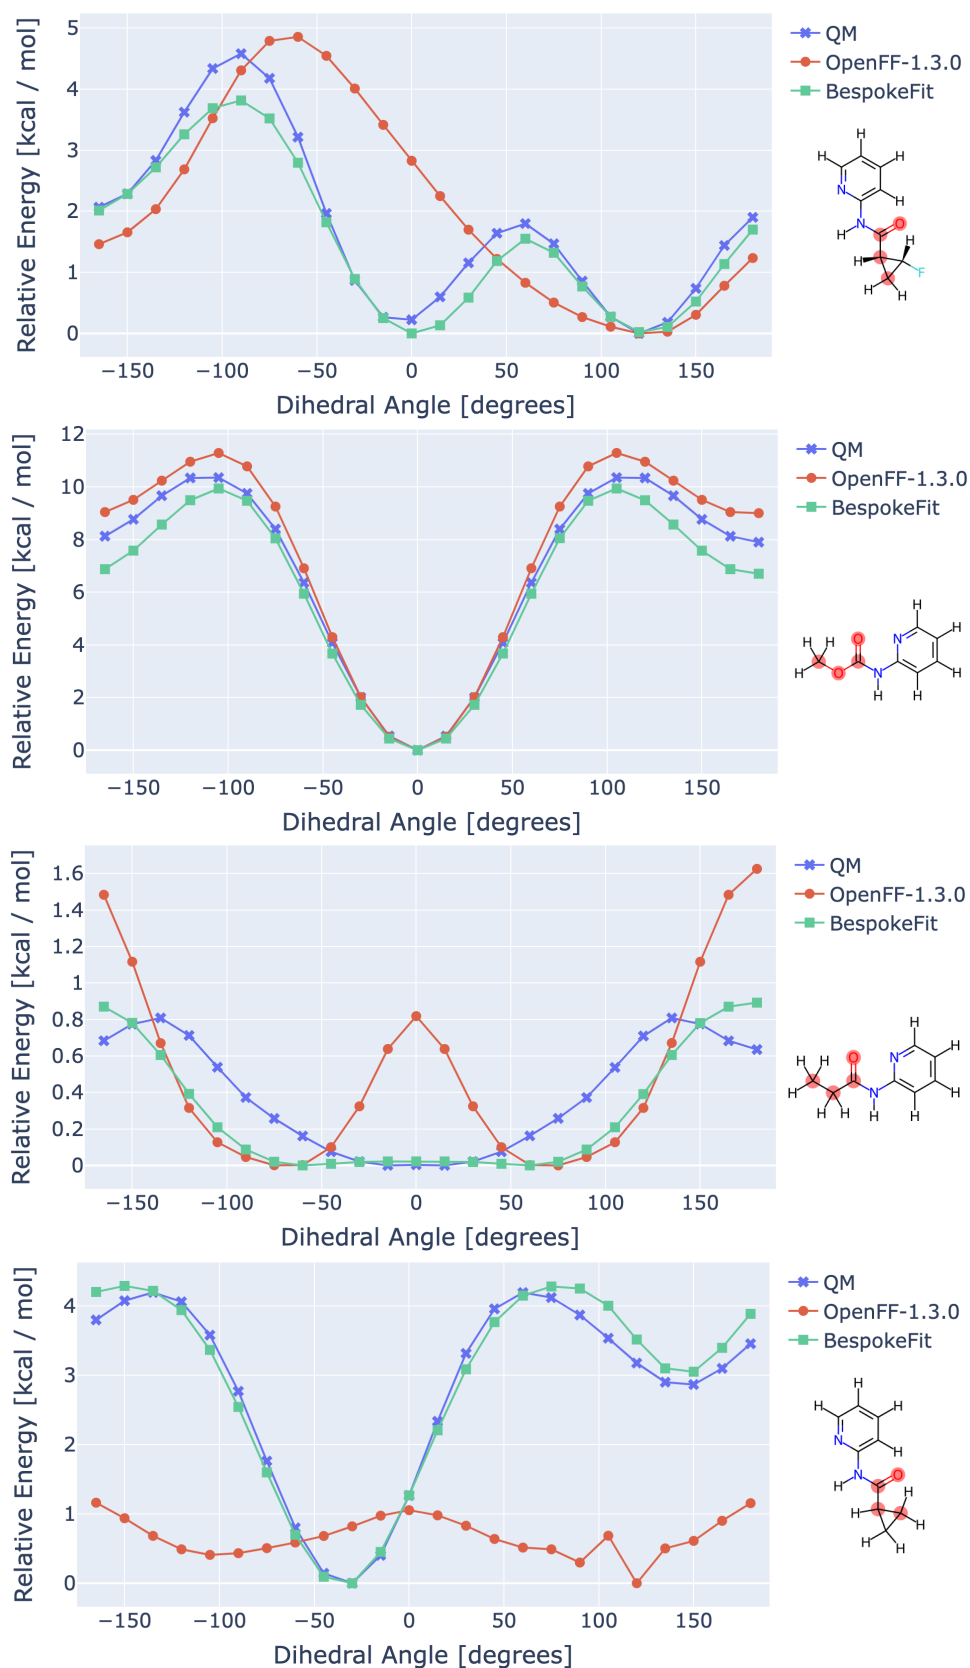 Relative Energy [kcal / mol]
5
4
3
2
1
0
−150 −100 −50 0 50 100 150
Dihedral Angle [degrees]
QM
OpenFF-1.3.0
BespokeFit
H
H H
N H
N O
H H
H F
H H
Relative Energy [kcal / mol]
12
10
8
6
4
2
0
−150 −100 −50 0 50 100 150
Dihedral Angle [degrees]
QM
OpenFF-1.3.0
BespokeFit
H
H H O N H
H O N H
H H
Relative Energy [kcal / mol]
1.6
1.4
1.2
1
0.8
0.6
0.4
0.2
0
−150 −100 −50 0 50 100 150
Dihedral Angle [degrees]
QM
OpenFF-1.3.0
BespokeFit
H
H H O N H
H N H
H H H H
Relative Energy [kcal / mol]
4
3
2
1
0
−150 −100 −50 0 50 100 150
Dihedral Angle [degrees]
QM
OpenFF-1.3.0
BespokeFit
H
H H
N H
N O
H H
H H
H H